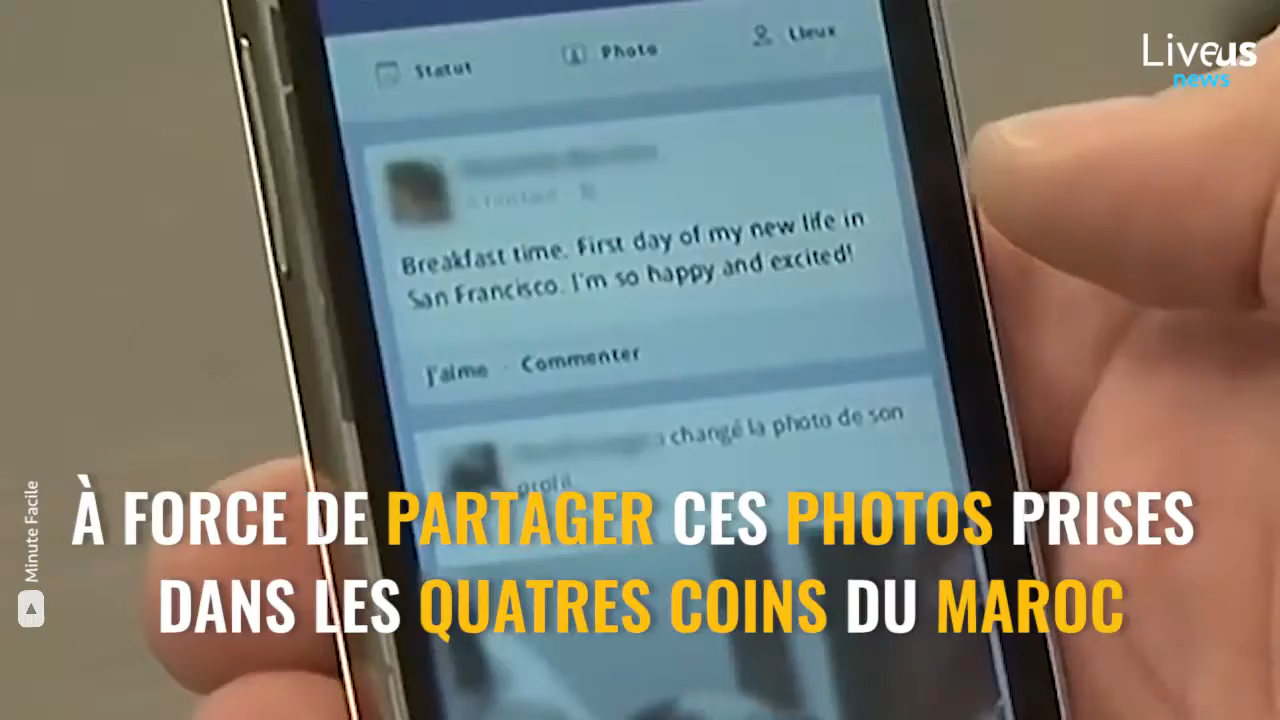 Liveus
news
Statut
Photo
Lieux
Breakfast time. First day of my new life in
San Francisco. I'm so happy and excited!
J'aime · Commenter
a changé la photo de son
profil
À FORCE DE PARTAGER CES PHOTOS PRISES
DANS LES QUATRES COINS DU MAROC
Minute Facile